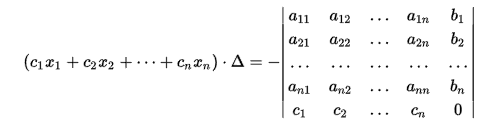 (c₁x₁ + c₂x₂ + ⋯ + cₙxₙ) · Δ = −
| a₁₁ a₁₂ … a₁ₙ b₁ |
| a₂₁ a₂₂ … a₂ₙ b₂ |
| … … … … … |
| aₙ₁ aₙ₂ … aₙₙ bₙ |
| c₁ c₂ … cₙ 0 |